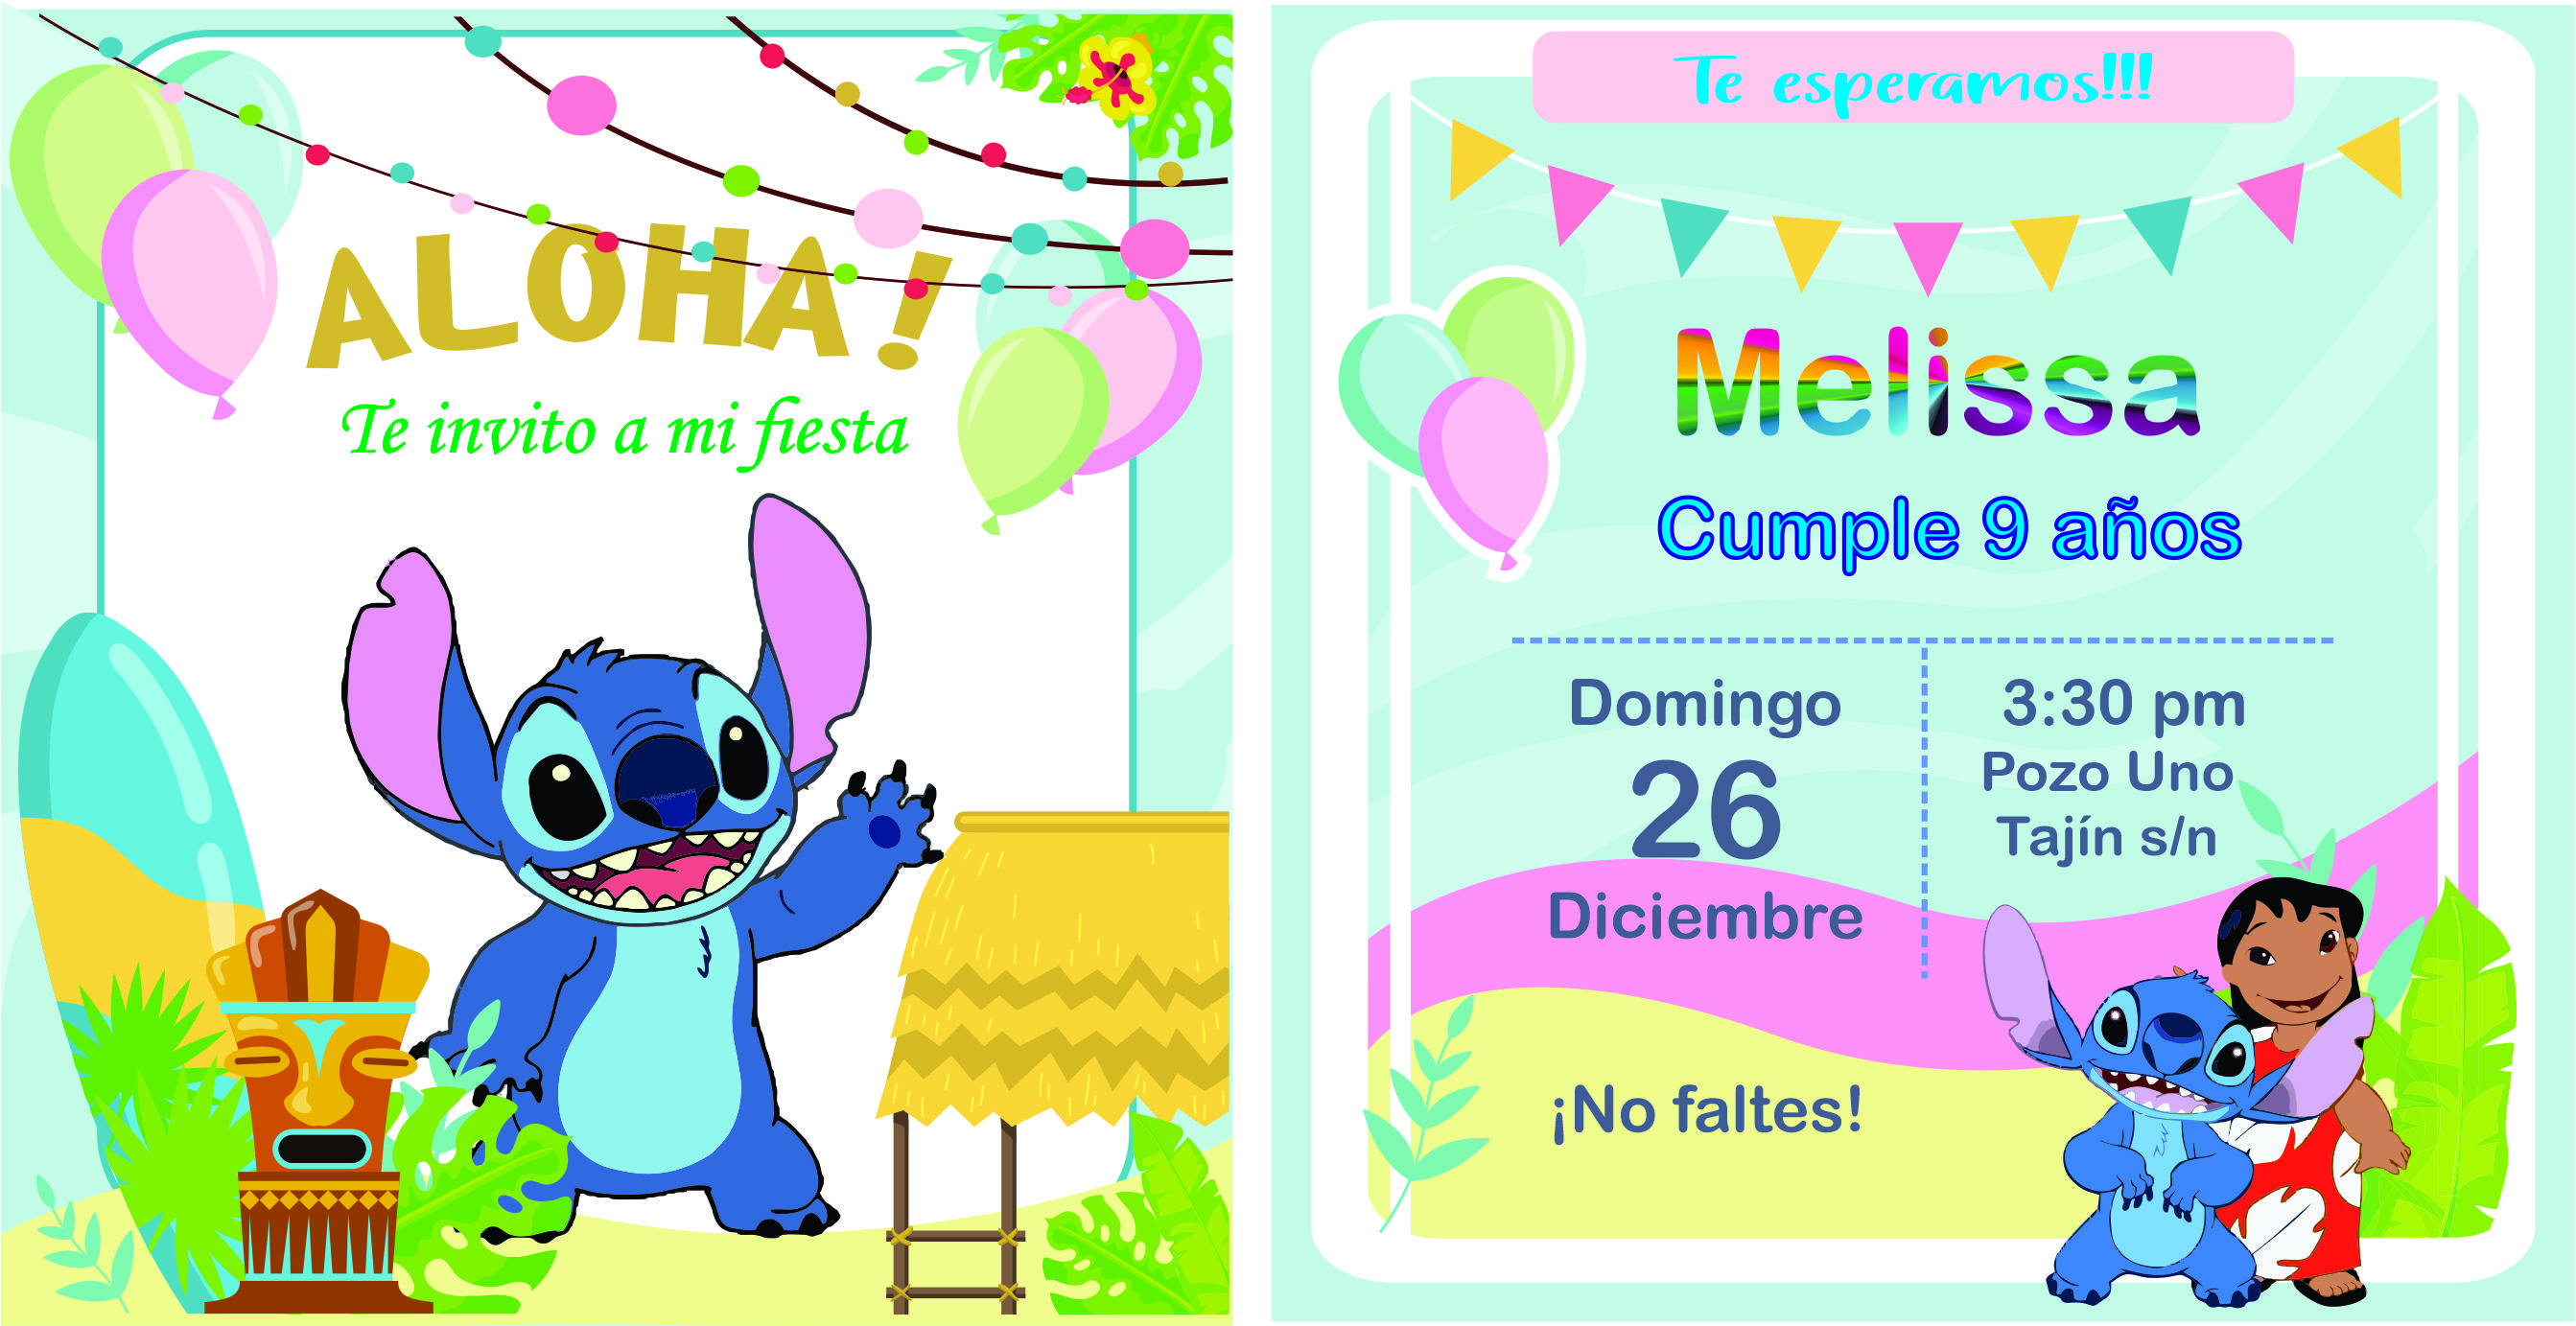 ALOHA!
Te invito a mi fiesta
Te esperamos!!!
Melissa
Cumple 9 años
Domingo
26
Diciembre
3:30 pm
Pozo Uno
Tajín s/n
¡No faltes!